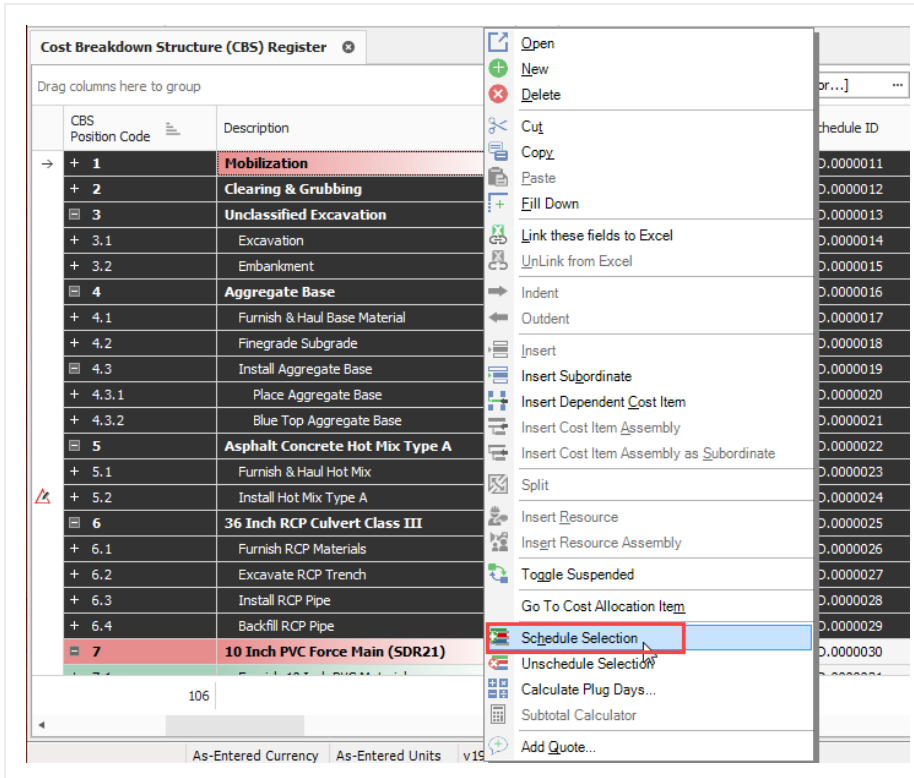 Cost Breakdown Structure (CBS) Register
Drag columns here to group
or...] ...
CBS Position Code
Description
chedule ID
+ 1 Mobilization 0.0000011
+ 2 Clearing & Grubbing 0.0000012
3 Unclassified Excavation 0.0000013
+ 3.1 Excavation 0.0000014
+ 3.2 Embankment 0.0000015
4 Aggregate Base 0.0000016
+ 4.1 Furnish & Haul Base Material 0.0000017
+ 4.2 Finegrade Subgrade 0.0000018
4.3 Install Aggregate Base 0.0000019
+ 4.3.1 Place Aggregate Base 0.0000020
+ 4.3.2 Blue Top Aggregate Base 0.0000021
5 Asphalt Concrete Hot Mix Type A 0.0000022
+ 5.1 Furnish & Haul Hot Mix 0.0000023
+ 5.2 Install Hot Mix Type A 0.0000024
6 36 Inch RCP Culvert Class III 0.0000025
+ 6.1 Furnish RCP Materials 0.0000026
+ 6.2 Excavate RCP Trench 0.0000027
+ 6.3 Install RCP Pipe 0.0000028
+ 6.4 Backfill RCP Pipe 0.0000029
7 10 Inch PVC Force Main (SDR21) 0.0000030
106
As-Entered Currency As-Entered Units v19
Open
New
Delete
Cut
Copy
Paste
Fill Down
Link these fields to Excel
UnLink from Excel
Indent
Outdent
Insert
Insert Subordinate
Insert Dependent Cost Item
Insert Cost Item Assembly
Insert Cost Item Assembly as Subordinate
Split
Insert Resource
Insert Resource Assembly
Toggle Suspended
Go To Cost Allocation Item
Schedule Selection
Unschedule Selection
Calculate Plug Days...
Subtotal Calculator
Add Quote...